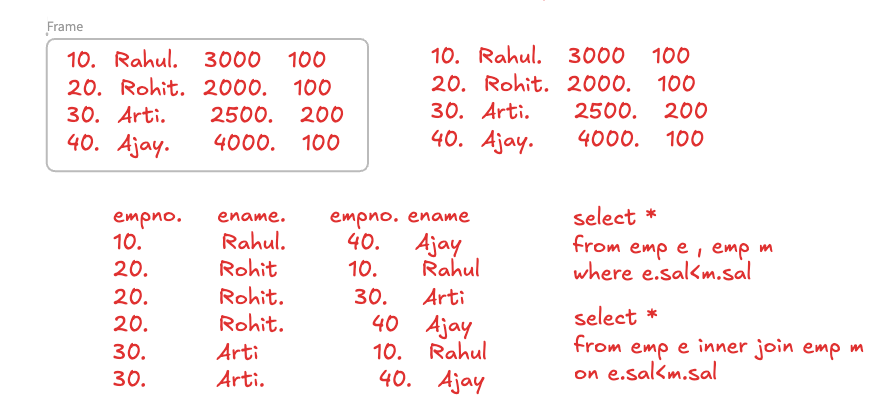 Frame
10. Rahul. 3000 100
20. Rohit. 2000. 100
30. Arti. 2500. 200
40. Ajay. 4000. 100
10. Rahul. 3000 100
20. Rohit. 2000. 100
30. Arti. 2500. 200
40. Ajay. 4000. 100
empno. ename. empno. ename
10. Rahul. 40. Ajay
20. Rohit 10. Rahul
20. Rohit. 30. Arti
20. Rohit. 40 Ajay
30. Arti 10. Rahul
30. Arti. 40. Ajay
select *
from emp e , emp m
where e.sal<m.sal
select *
from emp e inner join emp m
on e.sal<m.sal